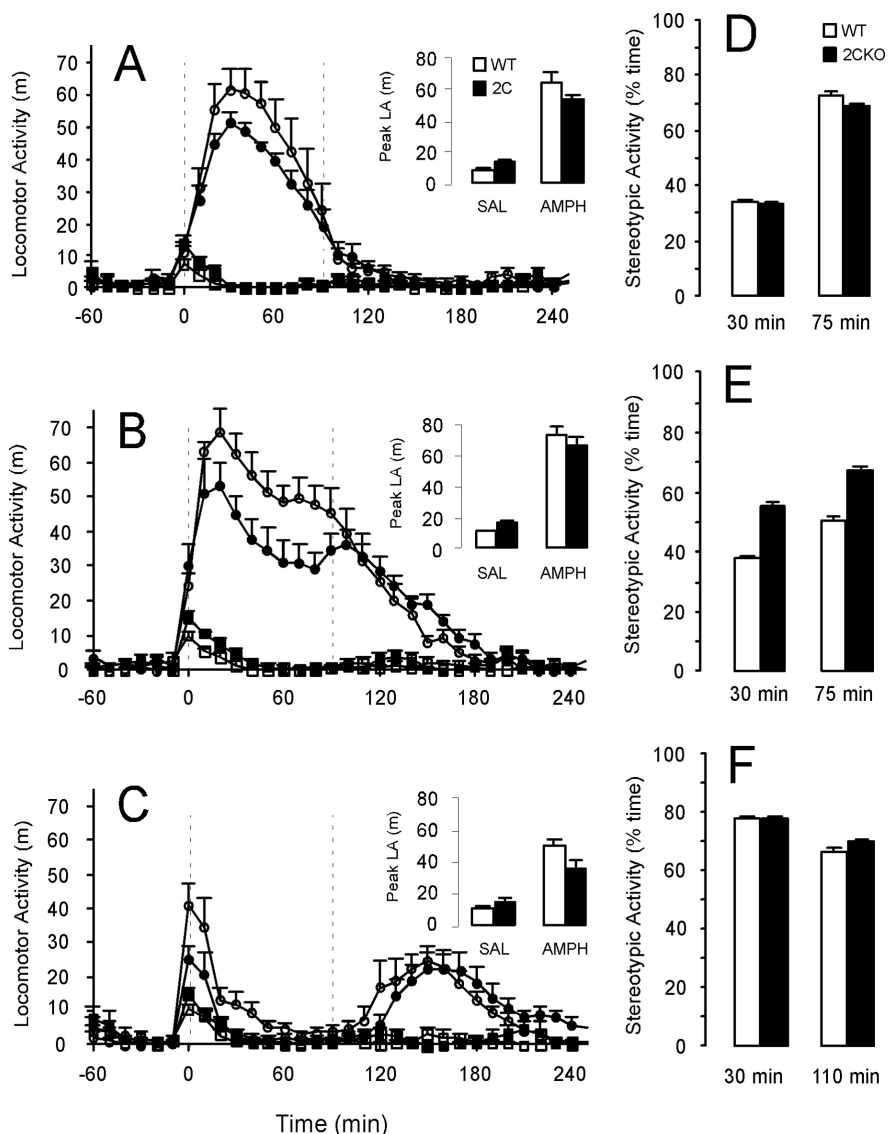 A
Locomotor Activity (m)
70
60
50
40
30
20
10
0
-60 0 60 120 180 240
Peak LA (m)
80
60
40
20
0
WT
2C
SAL AMPH
D
Stereotypic Activity (% time)
100
80
60
40
20
0
WT
2CKO
30 min 75 min
B
Locomotor Activity (m)
70
60
50
40
30
20
10
0
-60 0 60 120 180 240
Peak LA (m)
80
60
40
20
0
SAL AMPH
E
Stereotypic Activity (% time)
100
80
60
40
20
0
30 min 75 min
C
Locomotor Activity (m)
70
60
50
40
30
20
10
0
-60 0 60 120 180 240
Time (min)
Peak LA (m)
80
60
40
20
0
SAL AMPH
F
Stereotypic Activity (% time)
100
80
60
40
20
0
30 min 110 min